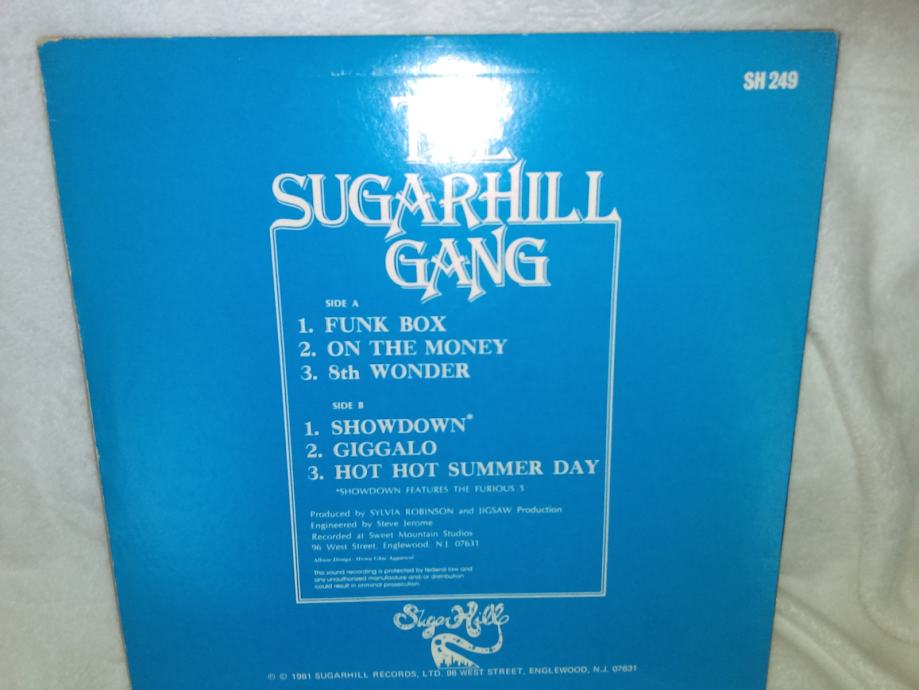 SH 249
THE
SUGARHILL
GANG
SIDE A
1. FUNK BOX
2. ON THE MONEY
3. 8th WONDER
SIDE B
1. SHOWDOWN*
2. GIGGALO
3. HOT HOT SUMMER DAY
*SHOWDOWN FEATURES THE FURIOUS 5
Produced by SYLVIA ROBINSON and JIGSAW Production
Engineered by Steve Jerome
Recorded at Sweet Mountain Studios
96 West Street, Englewood, N.J. 07631
Album Design -
This sound recording is protected by federal law and
any unauthorized manufacture and/or distribution
could result in criminal prosecution.
Sugar Hill
℗ © 1981 SUGARHILL RECORDS, LTD. 96 WEST STREET, ENGLEWOOD, N.J. 07631